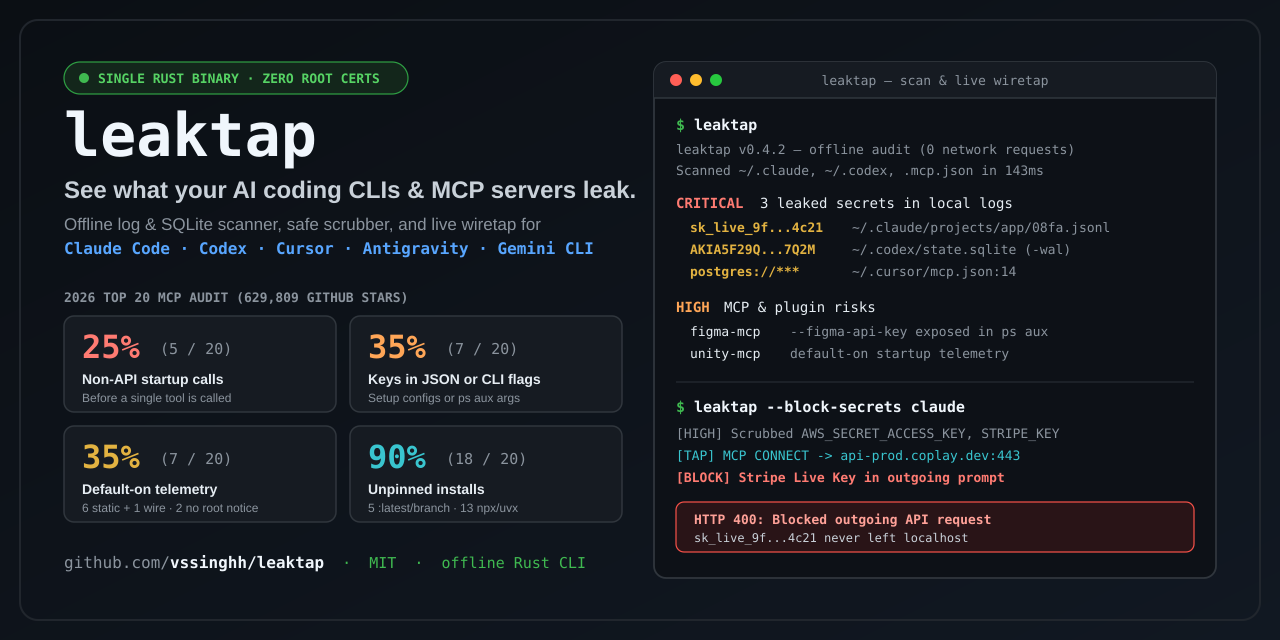 SINGLE RUST BINARY · ZERO ROOT CERTS
leaktap
See what your AI coding CLIs & MCP servers leak.
Offline log & SQLite scanner, safe scrubber, and live wiretap for
Claude Code · Codex · Cursor · Antigravity · Gemini CLI
2026 TOP 20 MCP AUDIT (629,809 GITHUB STARS)
25% (5 / 20)
Non-API startup calls
Before a single tool is called
35% (7 / 20)
Keys in JSON or CLI flags
Setup configs or ps aux args
35% (7 / 20)
Default-on telemetry
6 static + 1 wire · 2 no root notice
90% (18 / 20)
Unpinned installs
5 :latest/branch · 13 npx/uvx
github.com/vssinghh/leaktap · MIT · offline Rust CLI
leaktap — scan & live wiretap
$ leaktap
leaktap v0.4.2 — offline audit (0 network requests)
Scanned ~/.claude, ~/.codex, .mcp.json in 143ms
CRITICAL 3 leaked secrets in local logs
sk_live_9f...4c21 ~/.claude/projects/app/08fa.jsonl
AKIA5F29Q...7Q2M ~/.codex/state.sqlite (-wal)
postgres://*** ~/.cursor/mcp.json:14
HIGH MCP & plugin risks
figma-mcp --figma-api-key exposed in ps aux
unity-mcp default-on startup telemetry
$ leaktap --block-secrets claude
[HIGH] Scrubbed AWS_SECRET_ACCESS_KEY, STRIPE_KEY
[TAP] MCP CONNECT -> api-prod.coplay.dev:443
[BLOCK] Stripe Live Key in outgoing prompt
HTTP 400: Blocked outgoing API request
sk_live_9f...4c21 never left localhost